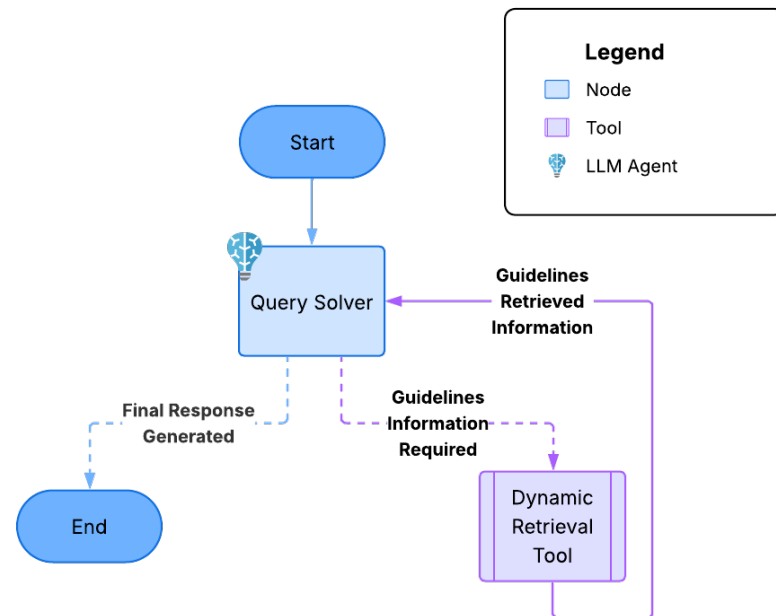 Legend
Node
Tool
LLM Agent
Start
Query Solver
Guidelines
Retrieved
Information
Final Response
Generated
Guidelines
Information
Required
End
Dynamic
Retrieval
Tool